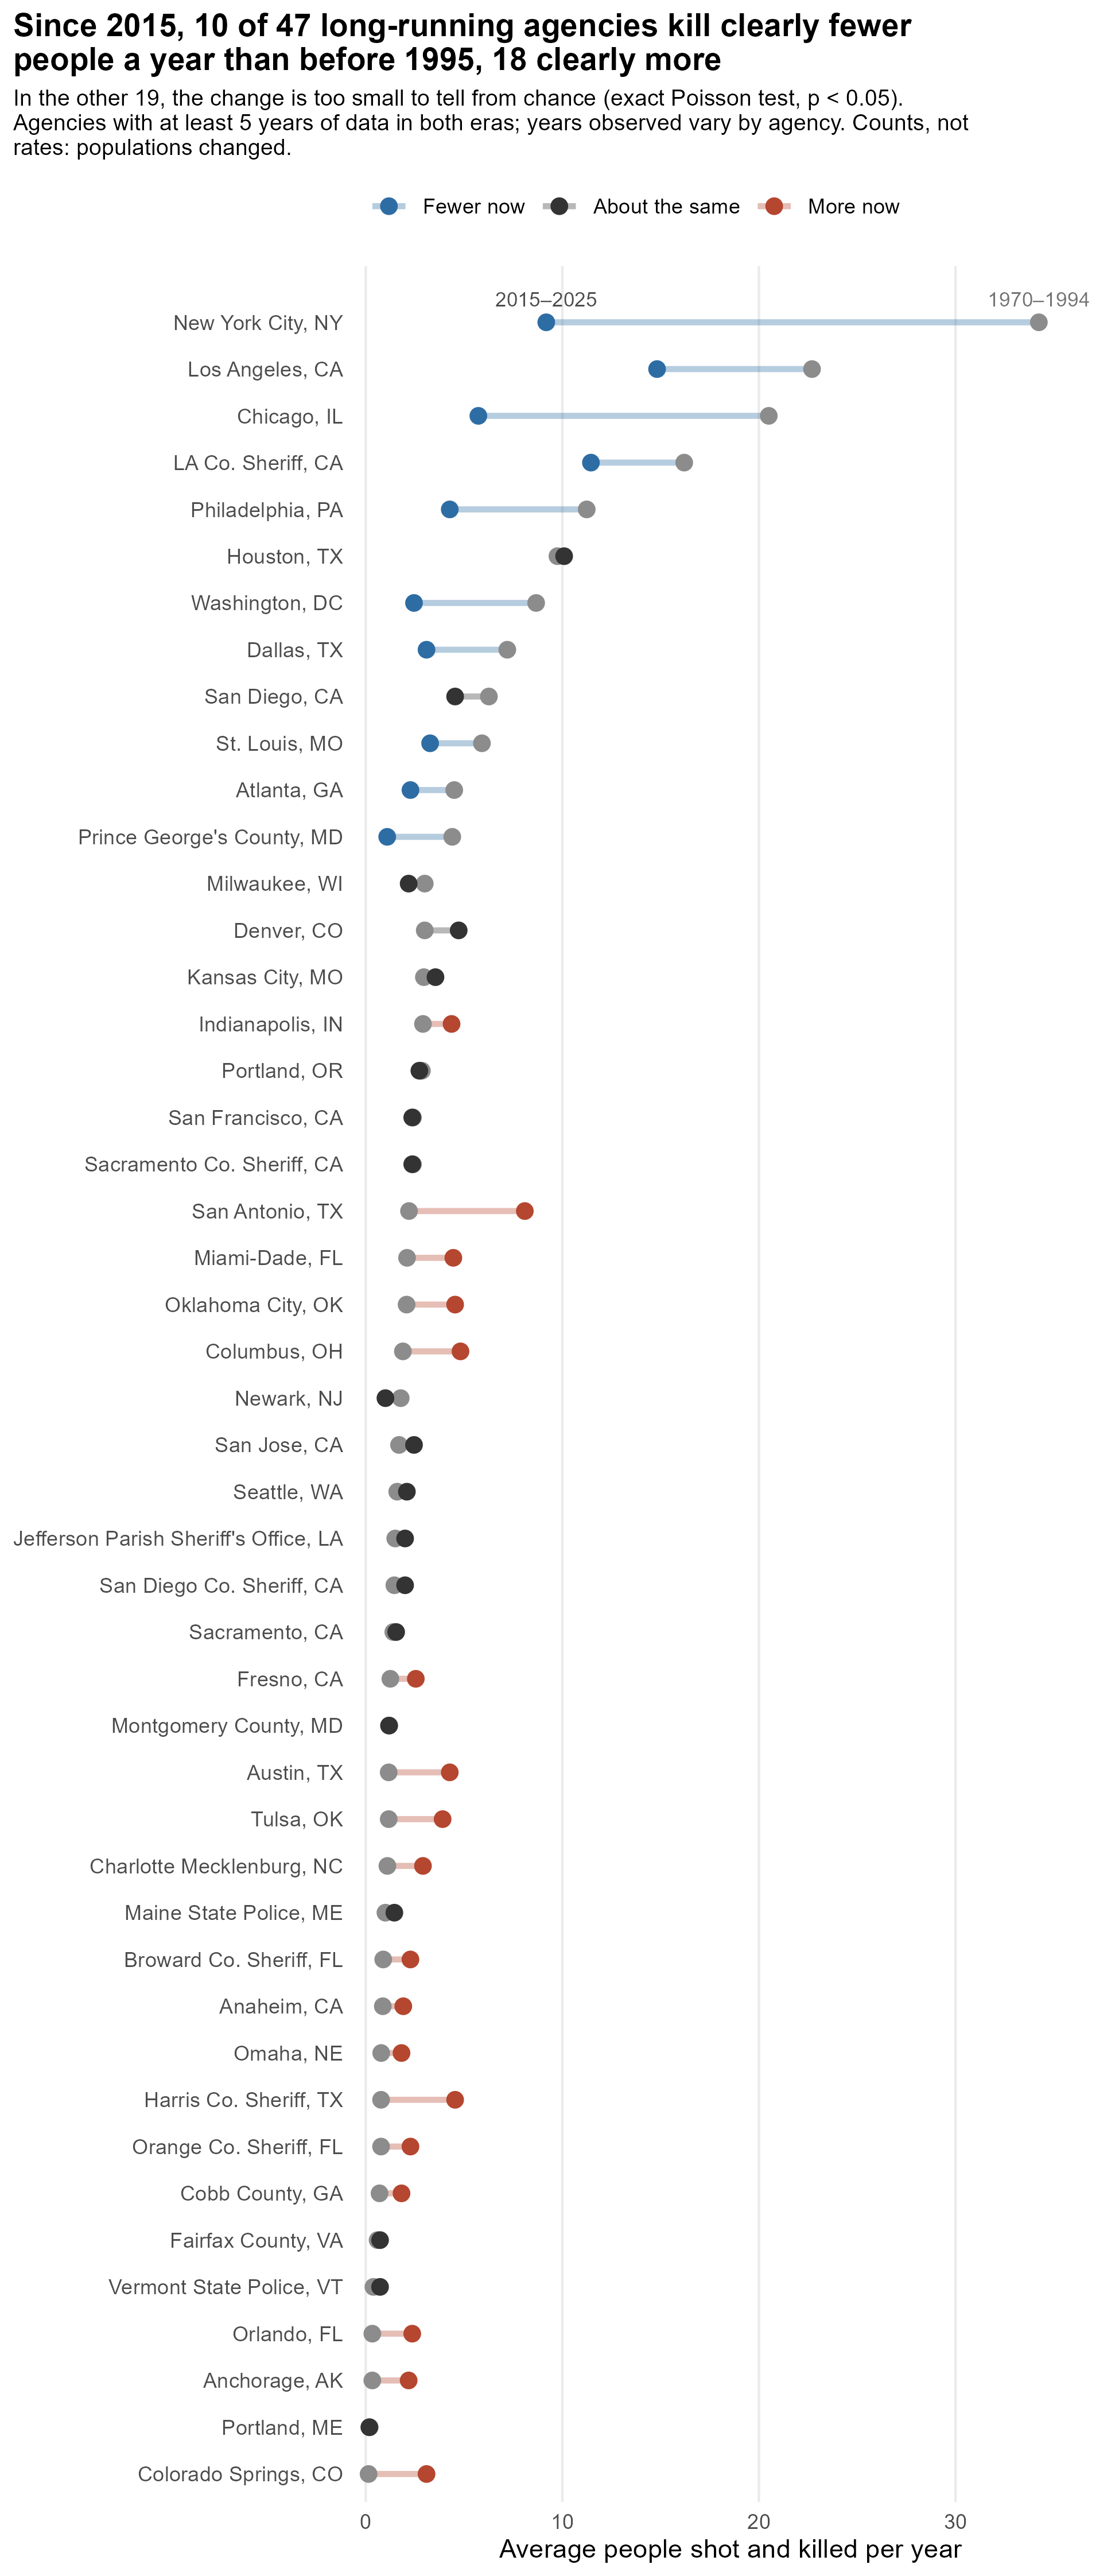 Since 2015, 10 of 47 long-running agencies kill clearly fewer
people a year than before 1995, 18 clearly more
In the other 19, the change is too small to tell from chance (exact Poisson test, p < 0.05).
Agencies with at least 5 years of data in both eras; years observed vary by agency. Counts, not
rates: populations changed.
Fewer now About the same More now
2015–2025 1970–1994
New York City, NY
Los Angeles, CA
Chicago, IL
LA Co. Sheriff, CA
Philadelphia, PA
Houston, TX
Washington, DC
Dallas, TX
San Diego, CA
St. Louis, MO
Atlanta, GA
Prince George's County, MD
Milwaukee, WI
Denver, CO
Kansas City, MO
Indianapolis, IN
Portland, OR
San Francisco, CA
Sacramento Co. Sheriff, CA
San Antonio, TX
Miami-Dade, FL
Oklahoma City, OK
Columbus, OH
Newark, NJ
San Jose, CA
Seattle, WA
Jefferson Parish Sheriff's Office, LA
San Diego Co. Sheriff, CA
Sacramento, CA
Fresno, CA
Montgomery County, MD
Austin, TX
Tulsa, OK
Charlotte Mecklenburg, NC
Maine State Police, ME
Broward Co. Sheriff, FL
Anaheim, CA
Omaha, NE
Harris Co. Sheriff, TX
Orange Co. Sheriff, FL
Cobb County, GA
Fairfax County, VA
Vermont State Police, VT
Orlando, FL
Anchorage, AK
Portland, ME
Colorado Springs, CO
0 10 20 30
Average people shot and killed per year